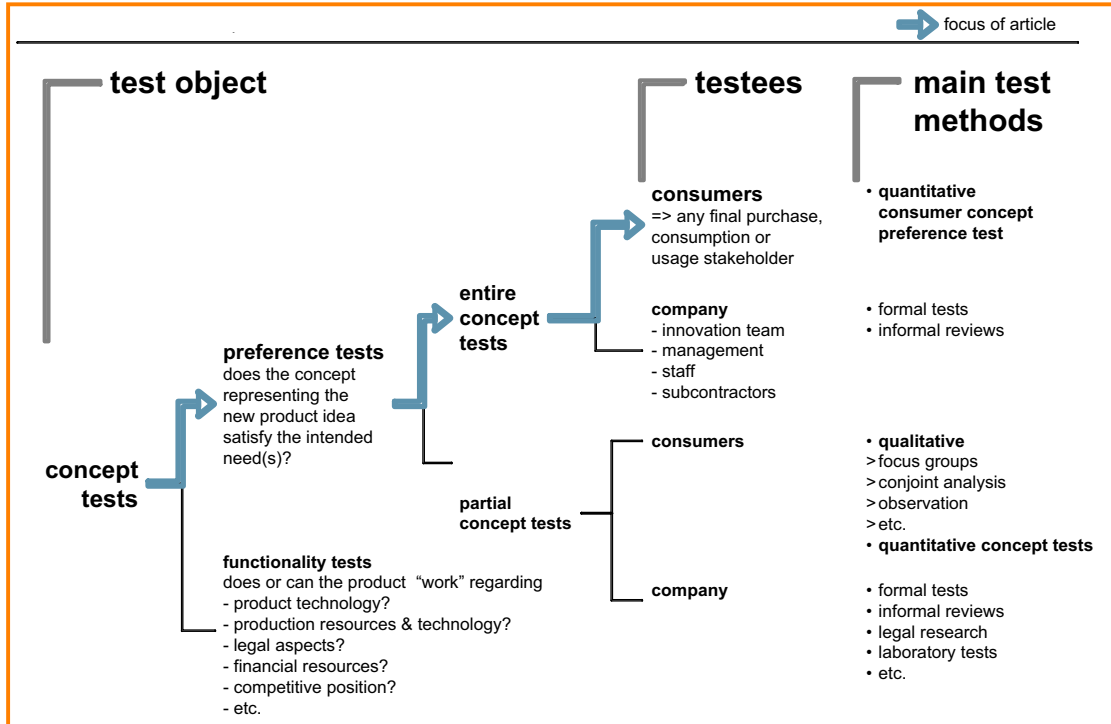 focus of article
test object
testees
main test
methods
consumers
=> any final purchase,
consumption or
usage stakeholder
• quantitative
consumer concept
preference test
entire
concept
tests
company
- innovation team
- management
- staff
- subcontractors
• formal tests
• informal reviews
preference tests
does the concept
representing the
new product idea
satisfy the intended
need(s)?
concept
tests
partial
concept tests
consumers
• qualitative
> focus groups
> conjoint analysis
> observation
> etc.
• quantitative concept tests
functionality tests
does or can the product “work” regarding
- product technology?
- production resources & technology?
- legal aspects?
- financial resources?
- competitive position?
- etc.
company
• formal tests
• informal reviews
• legal research
• laboratory tests
• etc.